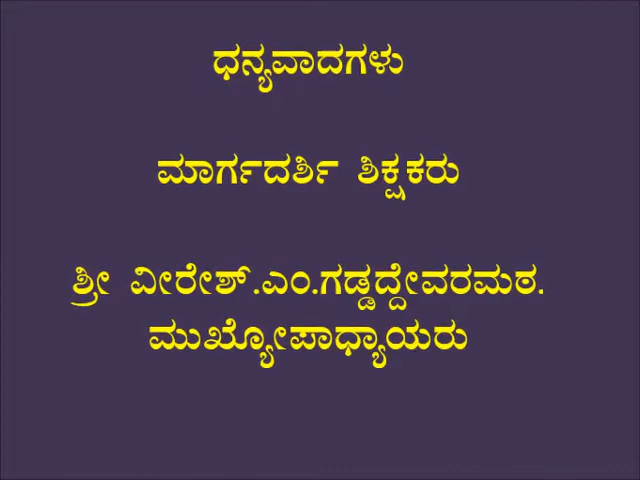 ಧನ್ಯವಾದಗಳು
ಮಾರ್ಗದರ್ಶಿ ಶಿಕ್ಷಕರು
ಶ್ರೀ ವೀರೇಶ್.ಎಂ.ಗಡ್ಡದ್ದೇವರಮಠ.
ಮುಖ್ಯೋಪಾಧ್ಯಾಯರು